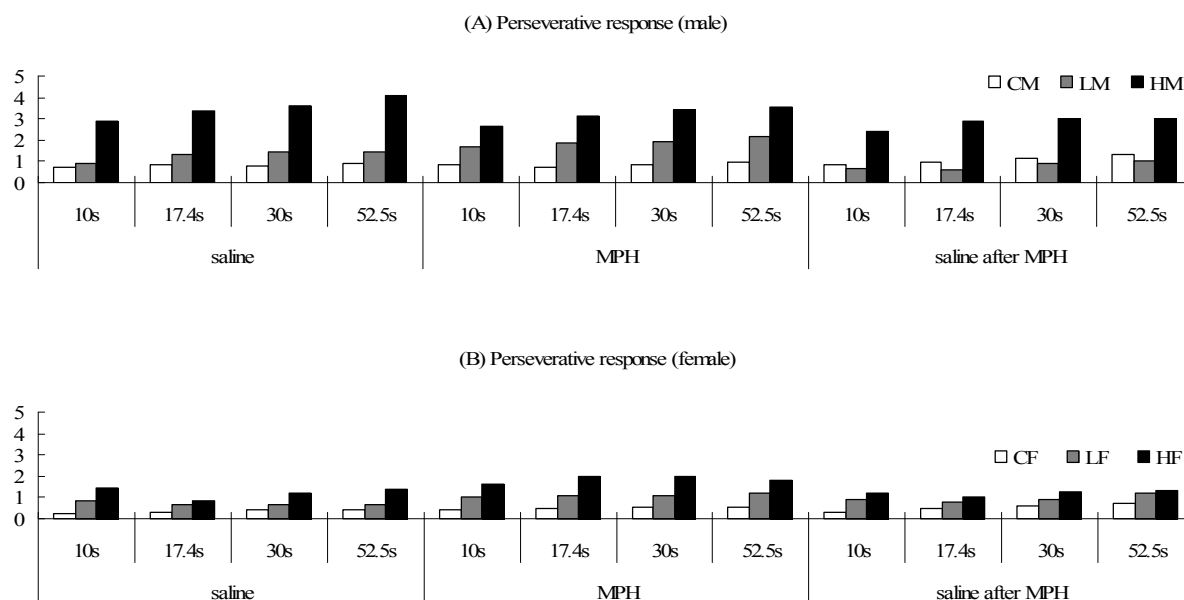 (A) Perseverative response (male)
5
4
3
2
1
0
CM LM HM
10s 17.4s 30s 52.5s 10s 17.4s 30s 52.5s 10s 17.4s 30s 52.5s
saline MPH saline after MPH
(B) Perseverative response (female)
5
4
3
2
1
0
CF LF HF
10s 17.4s 30s 52.5s 10s 17.4s 30s 52.5s 10s 17.4s 30s 52.5s
saline MPH saline after MPH